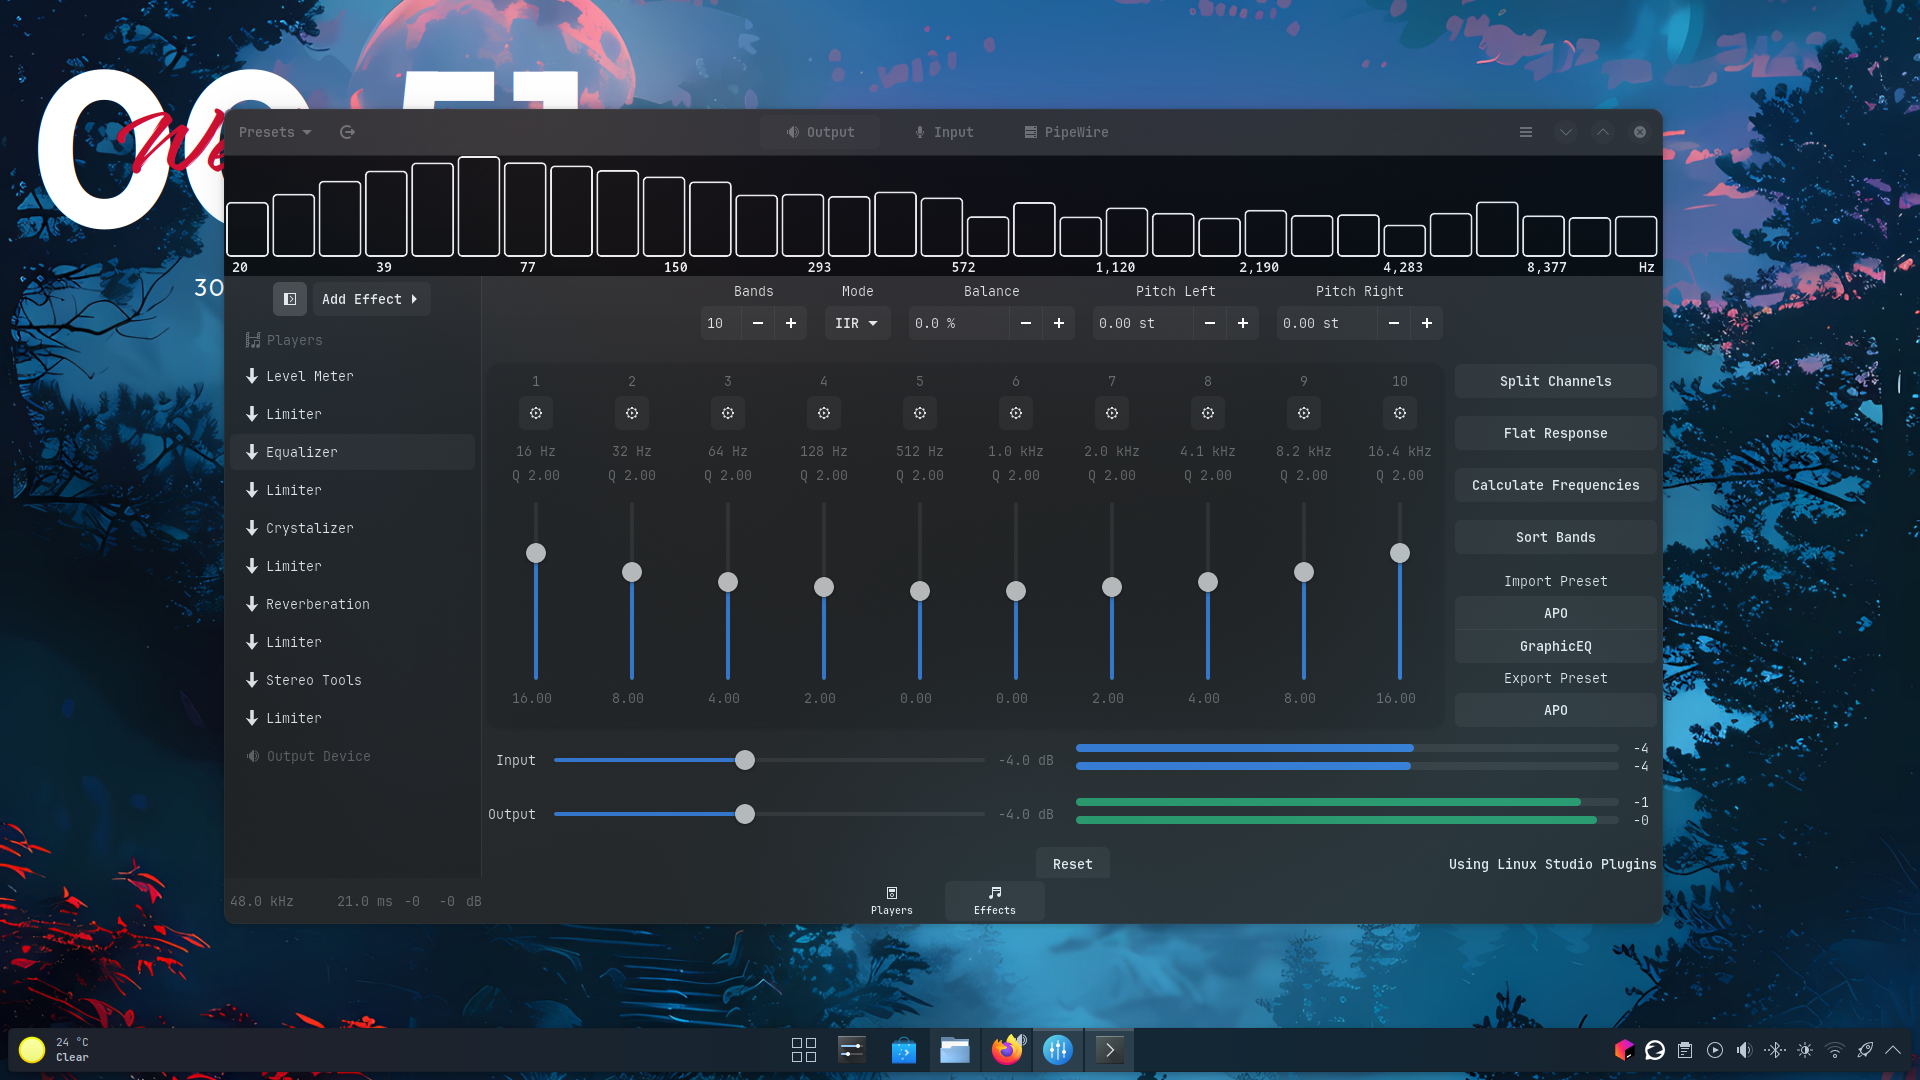 We
30
Presets
Output
Input
PipeWire
20 39 77 150 293 572 1,120 2,190 4,283 8,377 Hz
Add Effect
Players
Level Meter
Limiter
Equalizer
Limiter
Crystalizer
Limiter
Reverberation
Limiter
Stereo Tools
Limiter
Output Device
48.0 kHz 21.0 ms -0 -0 dB
Bands Mode Balance Pitch Left Pitch Right
10 − + IIR 0.0 % − + 0.00 st − + 0.00 st − +
1 2 3 4 5 6 7 8 9 10
16 Hz 32 Hz 64 Hz 128 Hz 512 Hz 1.0 kHz 2.0 kHz 4.1 kHz 8.2 kHz 16.4 kHz
Q 2.00 Q 2.00 Q 2.00 Q 2.00 Q 2.00 Q 2.00 Q 2.00 Q 2.00 Q 2.00 Q 2.00
16.00 8.00 4.00 2.00 0.00 0.00 2.00 4.00 8.00 16.00
Split Channels
Flat Response
Calculate Frequencies
Sort Bands
Import Preset
APO
GraphicEQ
Export Preset
APO
Input -4.0 dB -4
-4
Output -4.0 dB -1
-0
Reset
Using Linux Studio Plugins
Players
Effects
24 °C
Clear